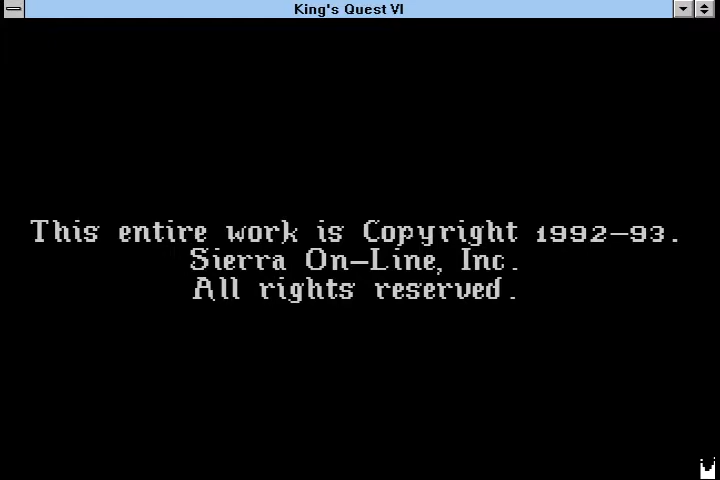 King's Quest VI
This entire work is Copyright 1992-93.
Sierra On-Line, Inc.
All rights reserved.